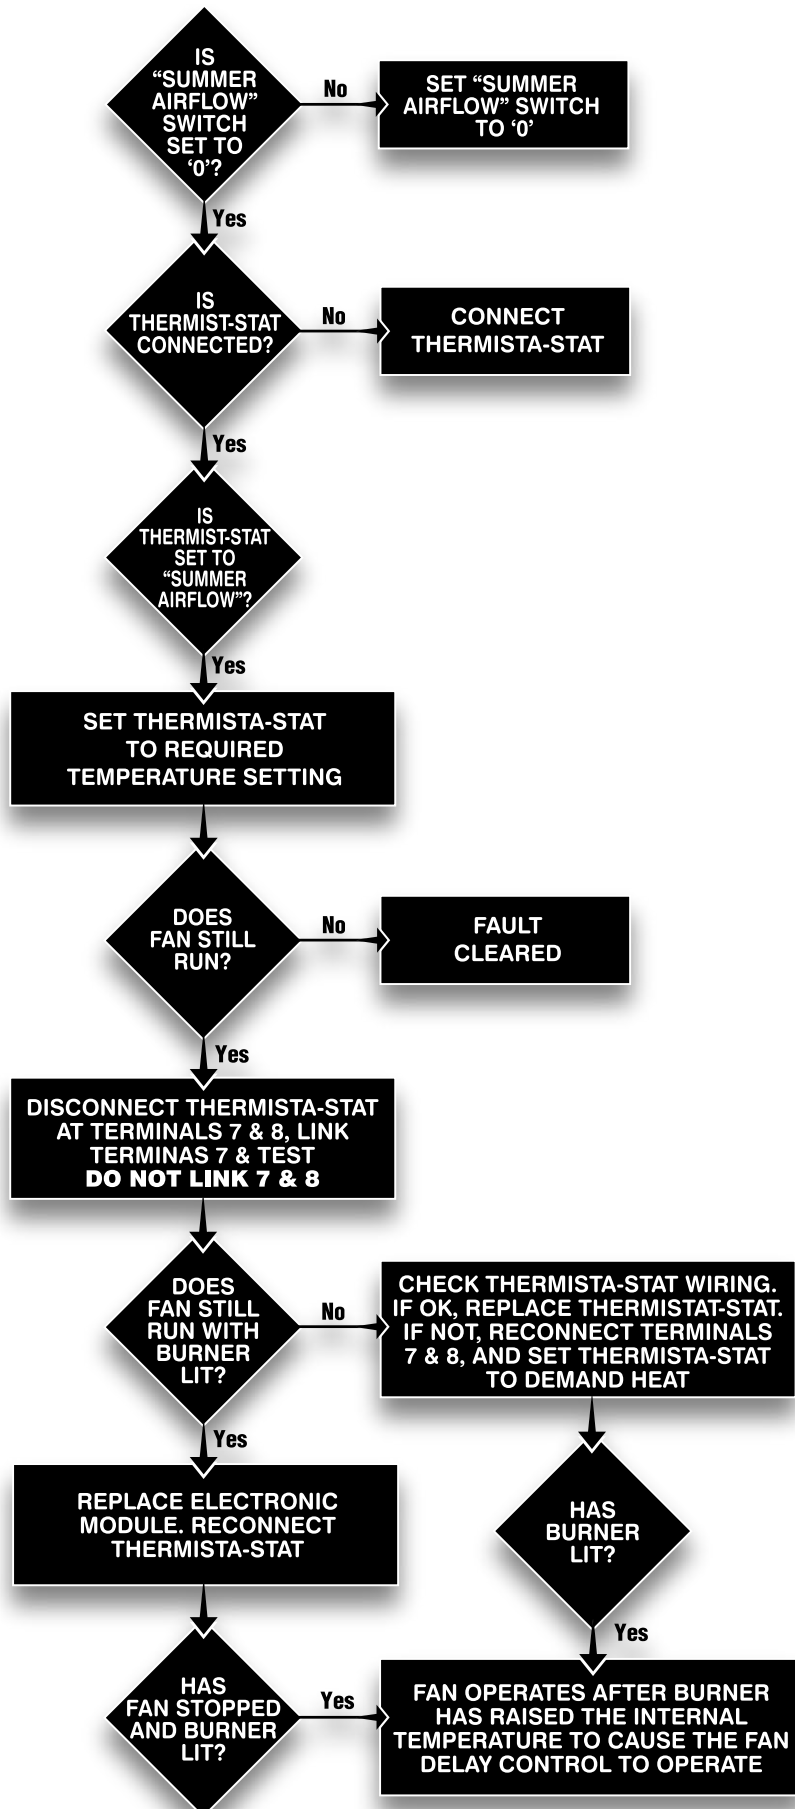 IS
“SUMMER
AIRFLOW”
SWITCH
SET TO
‘0’?
No
SET “SUMMER
AIRFLOW” SWITCH
TO ‘0’
Yes
IS
THERMIST-STAT
CONNECTED?
No
CONNECT
THERMISTA-STAT
Yes
IS
THERMIST-STAT
SET TO
“SUMMER
AIRFLOW”?
Yes
SET THERMISTA-STAT
TO REQUIRED
TEMPERATURE SETTING
DOES
FAN STILL
RUN?
No
FAULT
CLEARED
Yes
DISCONNECT THERMISTA-STAT
AT TERMINALS 7 & 8, LINK
TERMINAS 7 & TEST
DO NOT LINK 7 & 8
DOES
FAN STILL
RUN WITH
BURNER
LIT?
No
CHECK THERMISTA-STAT WIRING.
IF OK, REPLACE THERMISTAT-STAT.
IF NOT, RECONNECT TERMINALS
7 & 8, AND SET THERMISTA-STAT
TO DEMAND HEAT
Yes
REPLACE ELECTRONIC
MODULE. RECONNECT
THERMISTA-STAT
HAS
BURNER
LIT?
Yes
HAS
FAN STOPPED
AND BURNER
LIT?
Yes
FAN OPERATES AFTER BURNER
HAS RAISED THE INTERNAL
TEMPERATURE TO CAUSE THE FAN
DELAY CONTROL TO OPERATE